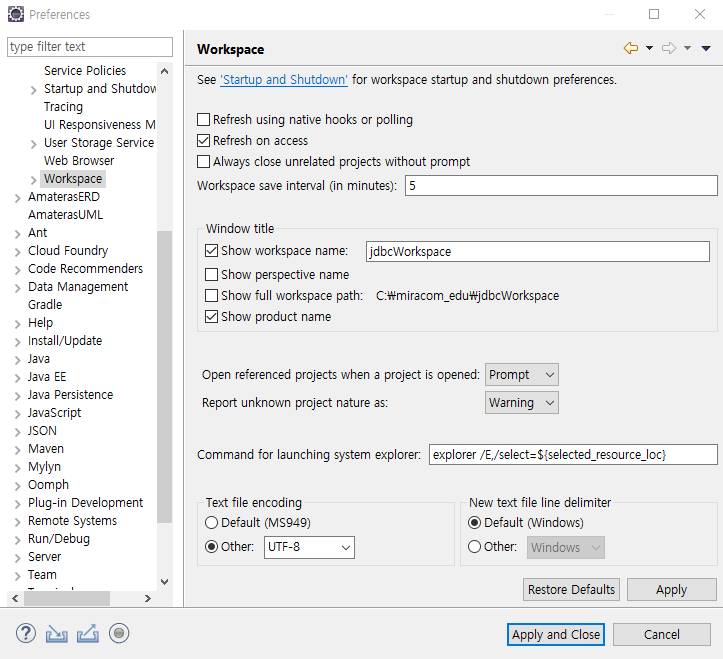 Preferences
type filter text
Service Policies
Startup and Shutdow
Tracing
UI Responsiveness M
User Storage Service
Web Browser
Workspace
AmaterasERD
AmaterasUML
Ant
Cloud Foundry
Code Recommenders
Data Management
Gradle
Help
Install/Update
Java
Java EE
Java Persistence
JavaScript
JSON
Maven
Mylyn
Oomph
Plug-in Development
Remote Systems
Run/Debug
Server
Team
Workspace
See 'Startup and Shutdown' for workspace startup and shutdown preferences.
Refresh using native hooks or polling
Refresh on access
Always close unrelated projects without prompt
Workspace save interval (in minutes): 5
Window title
Show workspace name: jdbcWorkspace
Show perspective name
Show full workspace path: C:₩miracom_edu₩jdbcWorkspace
Show product name
Open referenced projects when a project is opened: Prompt
Report unknown project nature as: Warning
Command for launching system explorer: explorer /E,/select=${selected_resource_loc}
Text file encoding
Default (MS949)
Other: UTF-8
New text file line delimiter
Default (Windows)
Other: Windows
Restore Defaults Apply
? Apply and Close Cancel